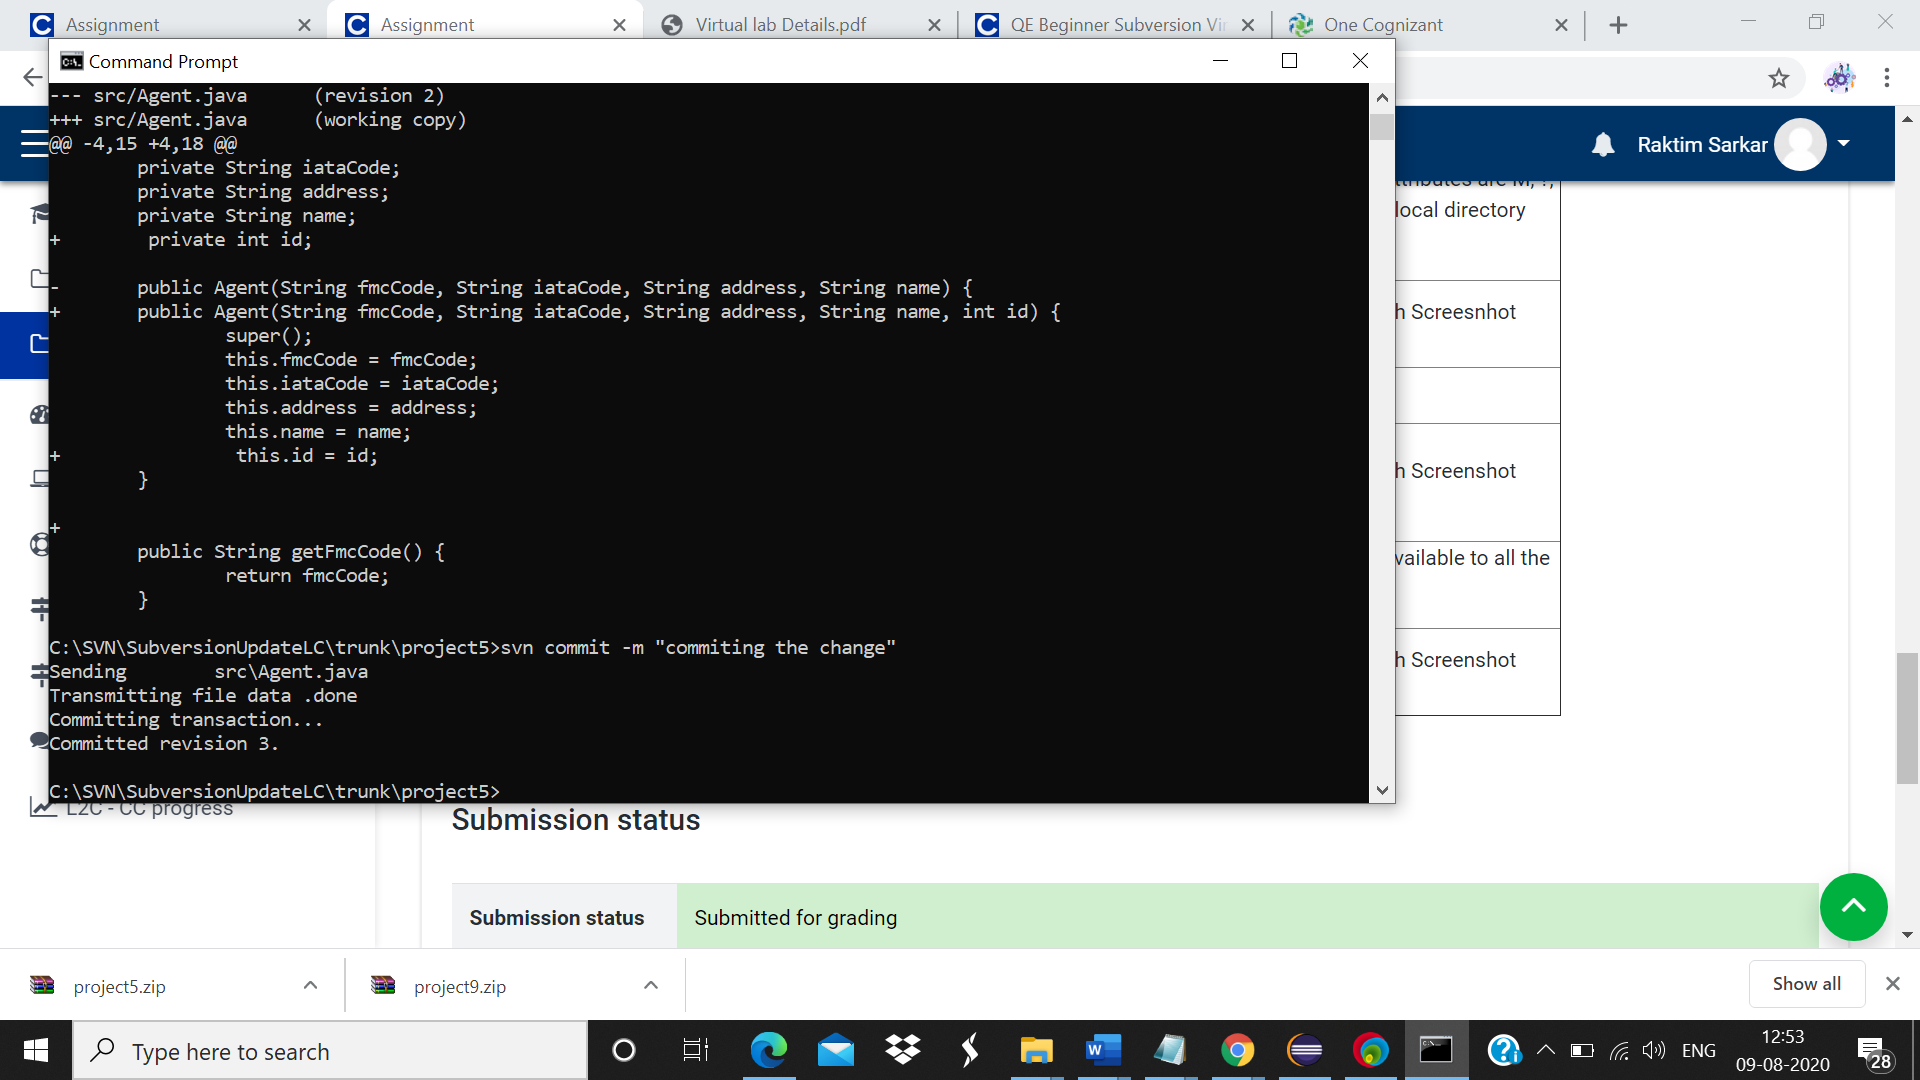 Assignment
Assignment
Virtual lab Details.pdf
QE Beginner Subversion Vir
One Cognizant
Command Prompt
--- src/Agent.java      (revision 2)
+++ src/Agent.java      (working copy)
@@ -4,15 +4,18 @@
        private String iataCode;
        private String address;
        private String name;
+        private int id;
-       public Agent(String fmcCode, String iataCode, String address, String name) {
+       public Agent(String fmcCode, String iataCode, String address, String name, int id) {
                super();
                this.fmcCode = fmcCode;
                this.iataCode = iataCode;
                this.address = address;
                this.name = name;
+                this.id = id;
        }
+
        public String getFmcCode() {
                return fmcCode;
        }
C:\SVN\SubversionUpdateLC\trunk\project5>svn commit -m "commiting the change"
Sending        src\Agent.java
Transmitting file data .done
Committing transaction...
Committed revision 3.
C:\SVN\SubversionUpdateLC\trunk\project5>
Raktim Sarkar
local directory
h Screesnhot
h Screenshot
vailable to all the
h Screenshot
L2C - CC progress
Submission status
Submission status
Submitted for grading
project5.zip
project9.zip
Show all
Type here to search
ENG
12:53
09-08-2020
28